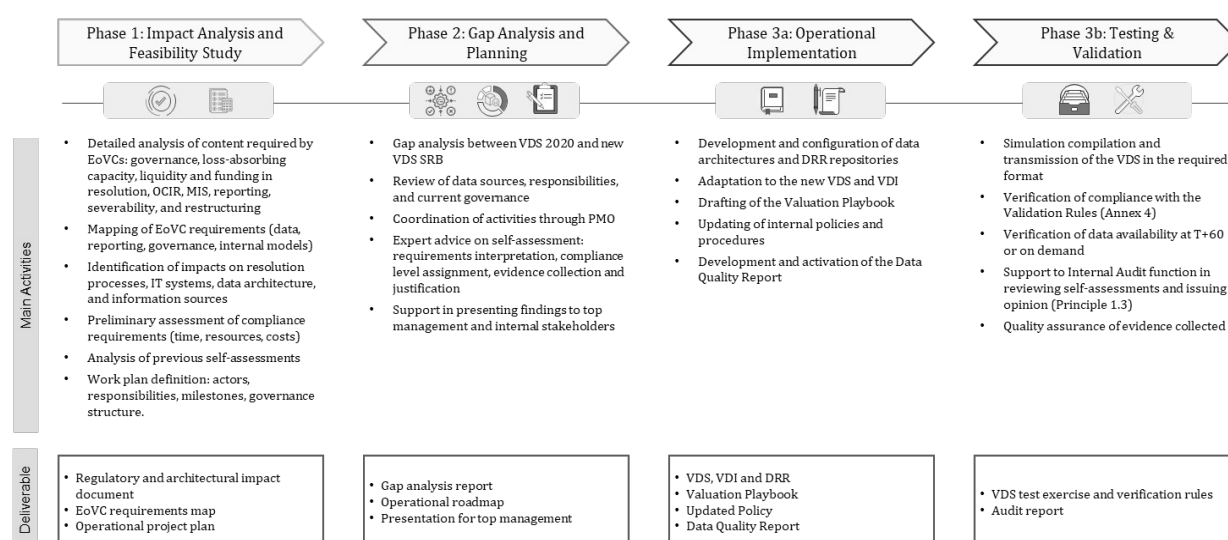 Phase 1: Impact Analysis and
Feasibility Study
Phase 2: Gap Analysis and
Planning
Phase 3a: Operational
Implementation
Phase 3b: Testing &
Validation
Main Activities
• Detailed analysis of content required by
EoVCs: governance, loss-absorbing
capacity, liquidity and funding in
resolution, OCIR, MIS, reporting,
severability, and restructuring
• Mapping of EoVC requirements (data,
reporting, governance, internal models)
• Identification of impacts on resolution
processes, IT systems, data architecture,
and information sources
• Preliminary assessment of compliance
requirements (time, resources, costs)
• Analysis of previous self-assessments
• Work plan definition: actors,
responsibilities, milestones, governance
structure.
• Gap analysis between VDS 2020 and new
VDS SRB
• Review of data sources, responsibilities,
and current governance
• Coordination of activities through PMO
• Expert advice on self-assessment:
requirements interpretation, compliance
level assignment, evidence collection and
justification
• Support in presenting findings to top
management and internal stakeholders
• Development and configuration of data
architectures and DRR repositories
• Adaptation to the new VDS and VDI
• Drafting of the Valuation Playbook
• Updating of internal policies and
procedures
• Development and activation of the Data
Quality Report
• Simulation compilation and
transmission of the VDS in the required
format
• Verification of compliance with the
Validation Rules (Annex 4)
• Verification of data availability at T+60
or on demand
• Support to Internal Audit function in
reviewing self-assessments and issuing
opinion (Principle 1.3)
• Quality assurance of evidence collected
Deliverable
• Regulatory and architectural impact
document
• EoVC requirements map
• Operational project plan
• Gap analysis report
• Operational roadmap
• Presentation for top management
• VDS, VDI and DRR
• Valuation Playbook
• Updated Policy
• Data Quality Report
• VDS test exercise and verification rules
• Audit report